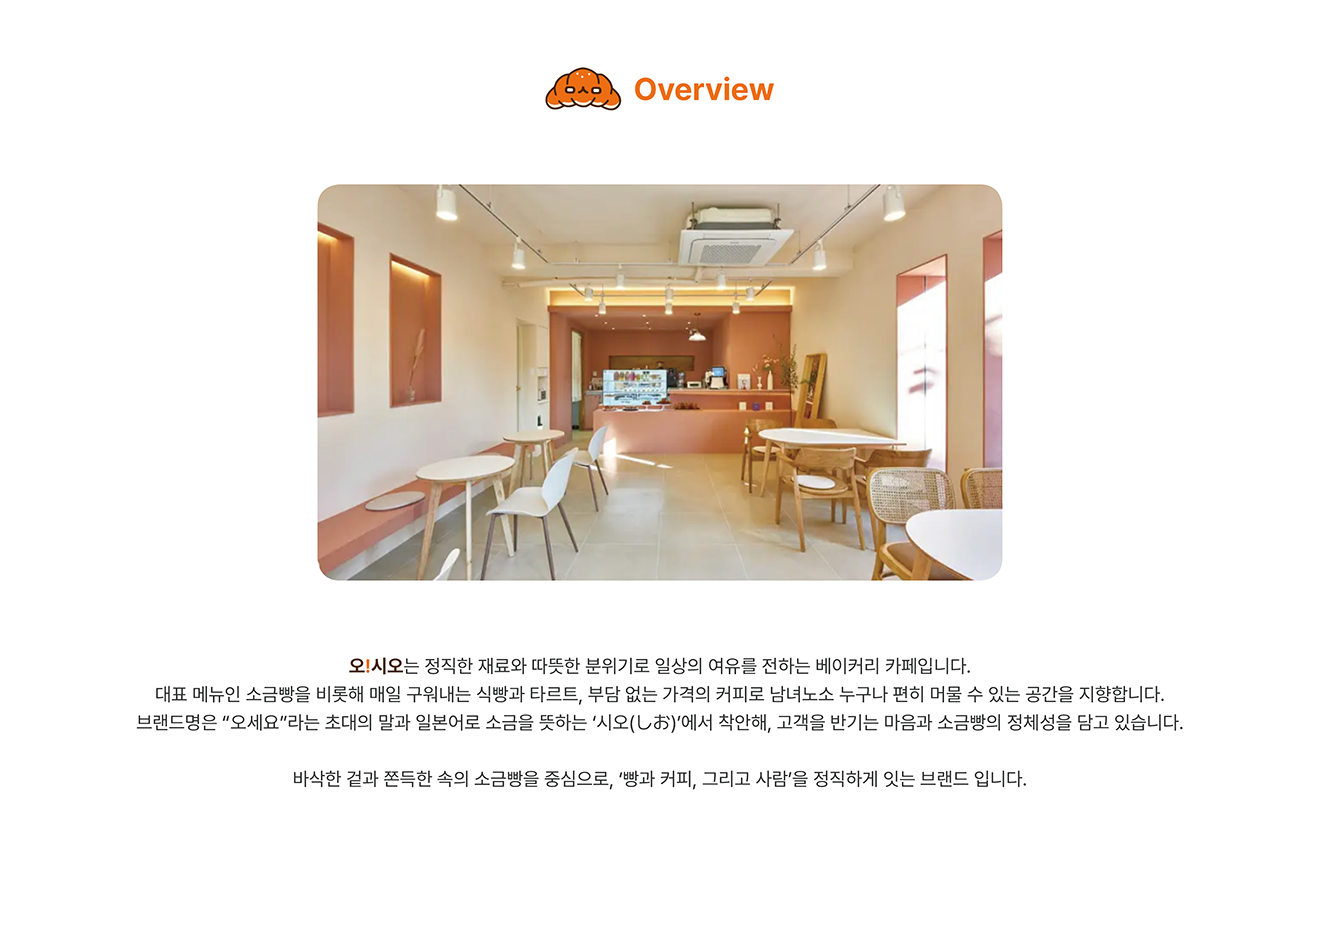 Overview
오!시오는 정직한 재료와 따뜻한 분위기로 일상의 여유를 전하는 베이커리 카페입니다.
대표 메뉴인 소금빵을 비롯해 매일 구워내는 식빵과 타르트, 부담 없는 가격의 커피로 남녀노소 누구나 편히 머물 수 있는 공간을 지향합니다.
브랜드명은 “오세요”라는 초대의 말과 일본어로 소금을 뜻하는 ‘시오(しお)’에서 착안해, 고객을 반기는 마음과 소금빵의 정체성을 담고 있습니다.
바삭한 겉과 쫀득한 속의 소금빵을 중심으로, ‘빵과 커피, 그리고 사람’을 정직하게 잇는 브랜드 입니다.